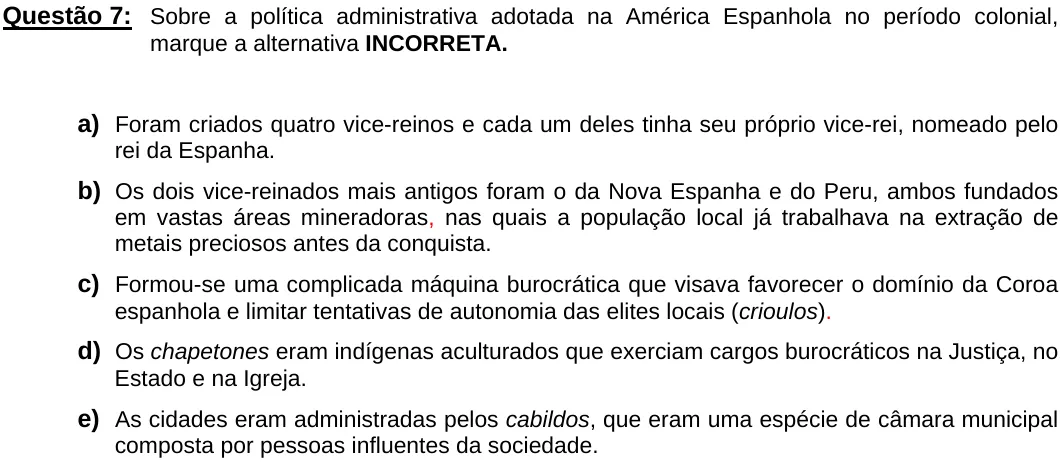 Questão 7: Sobre a política administrativa adotada na América Espanhola no período colonial,
marque a alternativa INCORRETA.
a) Foram criados quatro vice-reinos e cada um deles tinha seu próprio vice-rei, nomeado pelo
rei da Espanha.
b) Os dois vice-reinados mais antigos foram o da Nova Espanha e do Peru, ambos fundados
em vastas áreas mineradoras, nas quais a população local já trabalhava na extração de
metais preciosos antes da conquista.
c) Formou-se uma complicada máquina burocrática que visava favorecer o domínio da Coroa
espanhola e limitar tentativas de autonomia das elites locais (crioulos).
d) Os chapetones eram indígenas aculturados que exerciam cargos burocráticos na Justiça, no
Estado e na Igreja.
e) As cidades eram administradas pelos cabildos, que eram uma espécie de câmara municipal
composta por pessoas influentes da sociedade.